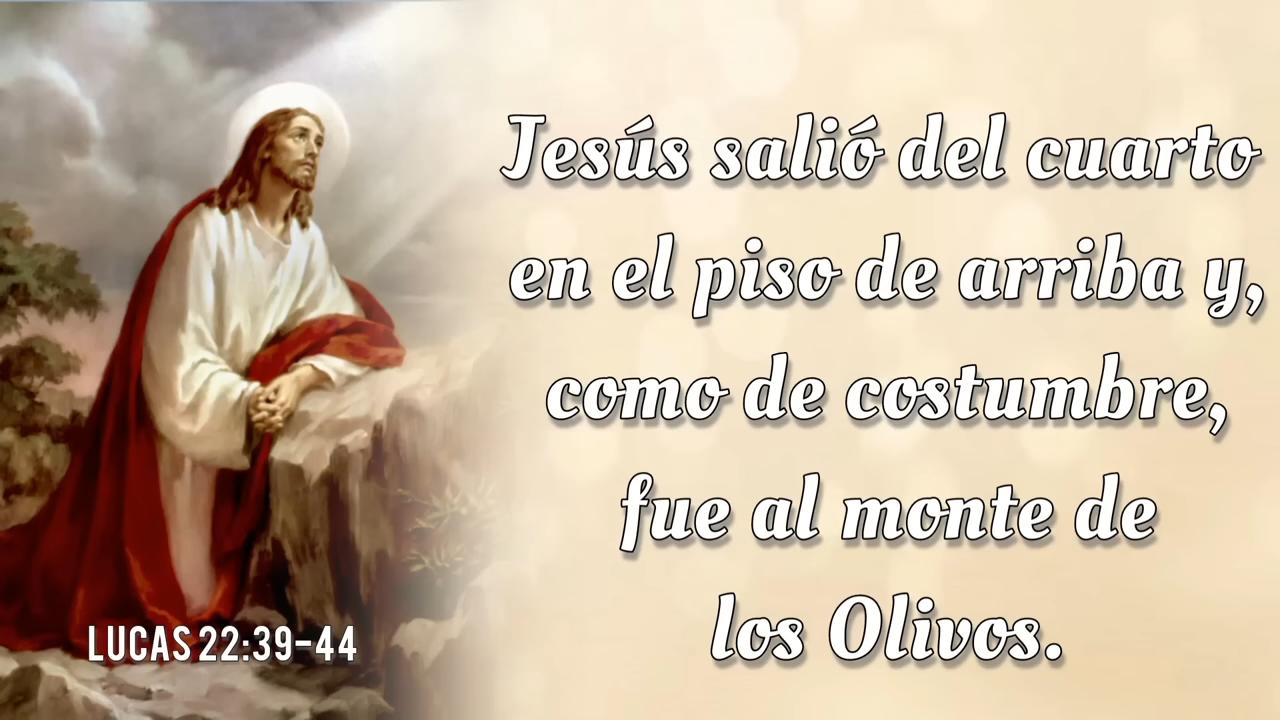 Jesús salió del cuarto
en el piso de arriba y,
como de costumbre,
fue al monte de
los Olivos.
LUCAS 22:39-44